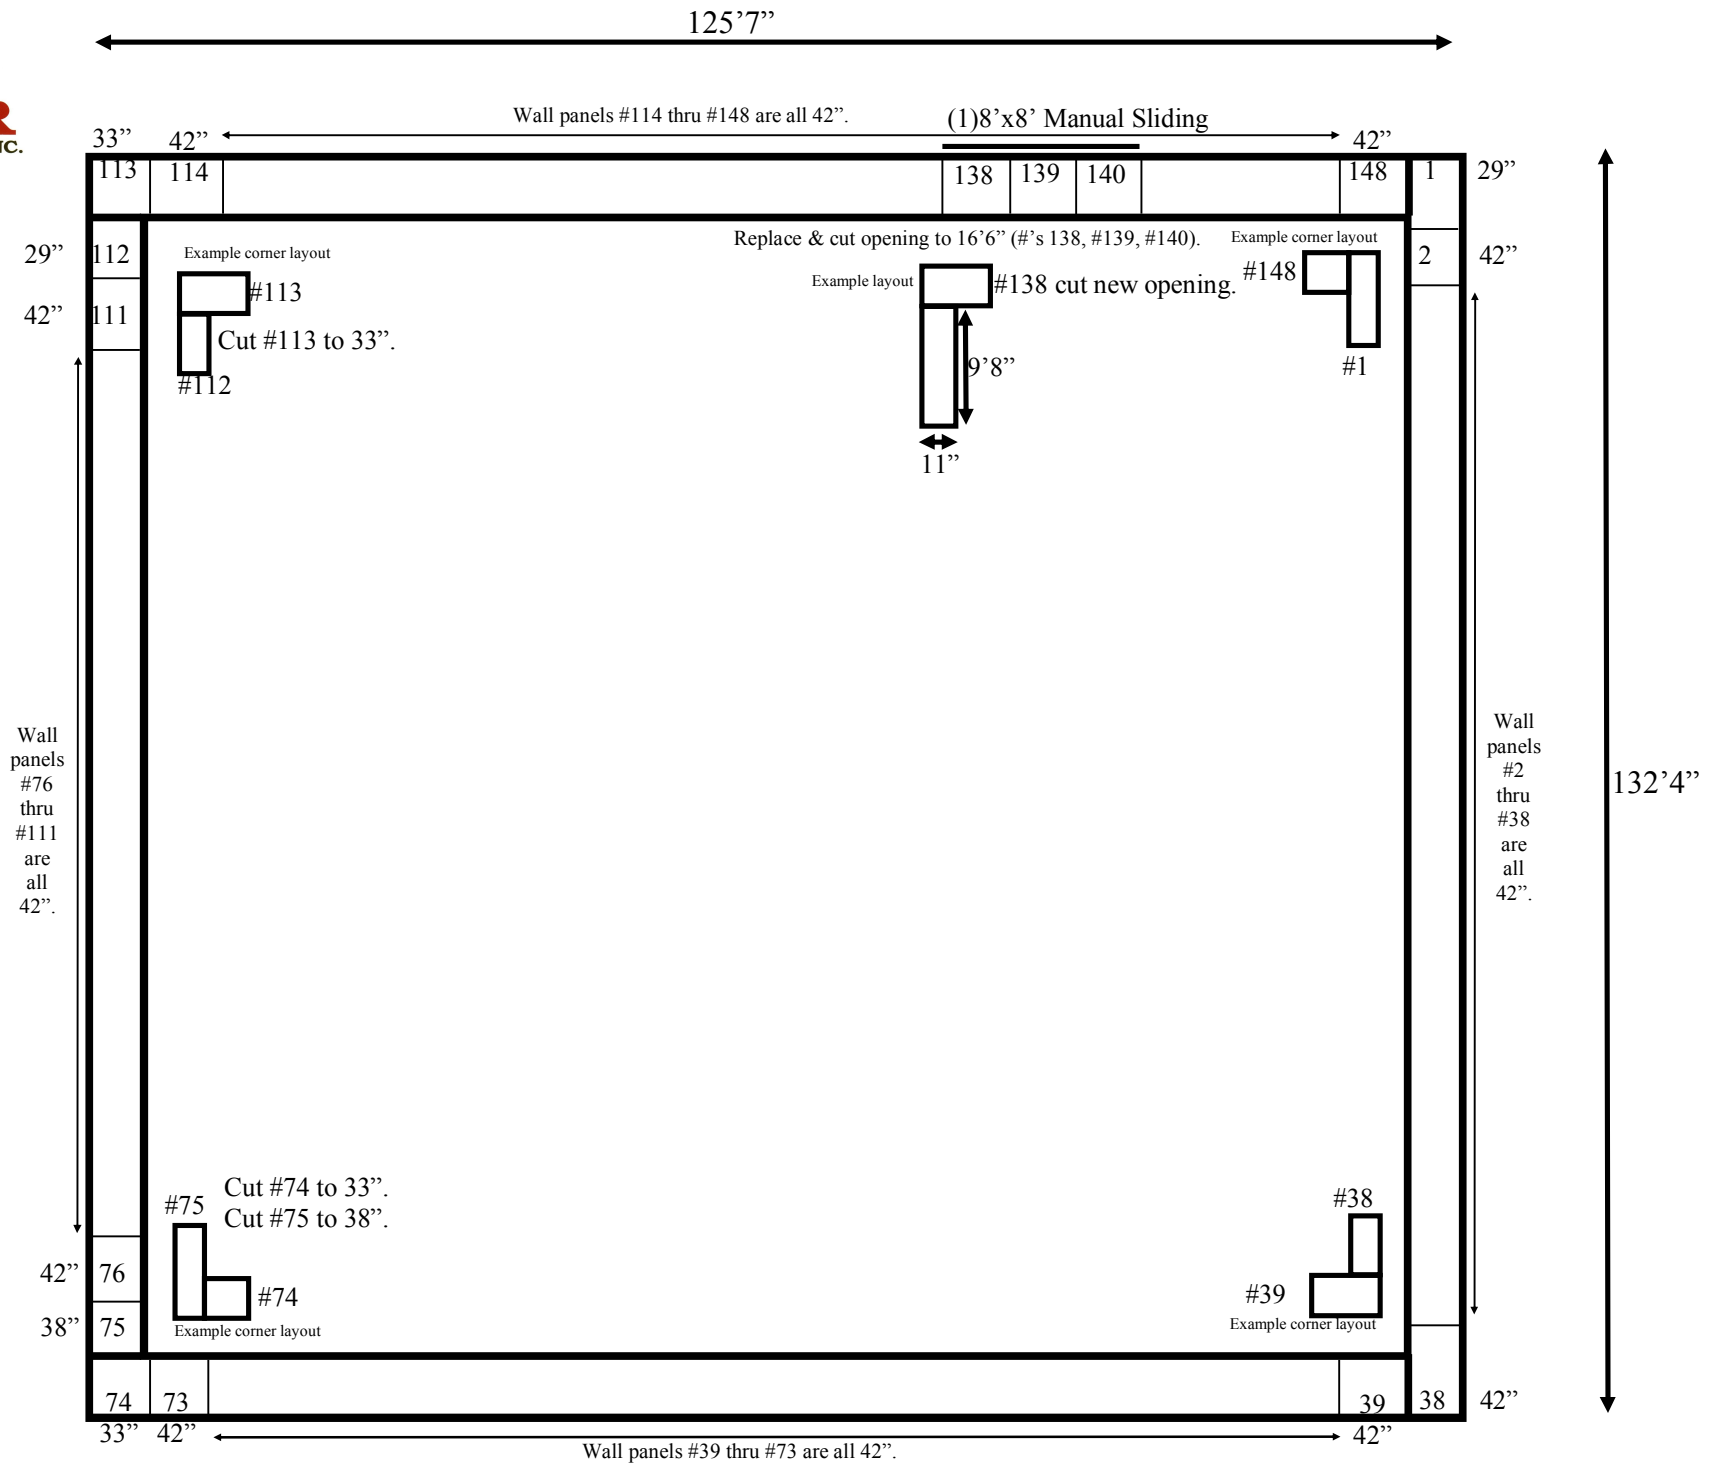 125’7”
Wall panels #114 thru #148 are all 42”.
(1)8’x8’ Manual Sliding
R
NC.
33”
42”
42”
113
114
138
139
140
148
1
29”
Replace & cut opening to 16’6” (#’s 138, #139, #140).
Example corner layout
29”
112
Example corner layout
2
42”
#148
Example layout
#138 cut new opening.
#113
42”
111
Cut #113 to 33”.
9’8”
#1
#112
11”
Wall
panels
#76
thru
#111
are
all
42”.
Wall
panels
#2
thru
#38
are
all
42”.
132’4”
Cut #74 to 33”.
#75
Cut #75 to 38”.
#38
42”
76
#74
#39
38”
75
Example corner layout
Example corner layout
74
73
39
38
42”
33”
42”
Wall panels #39 thru #73 are all 42”.
42”